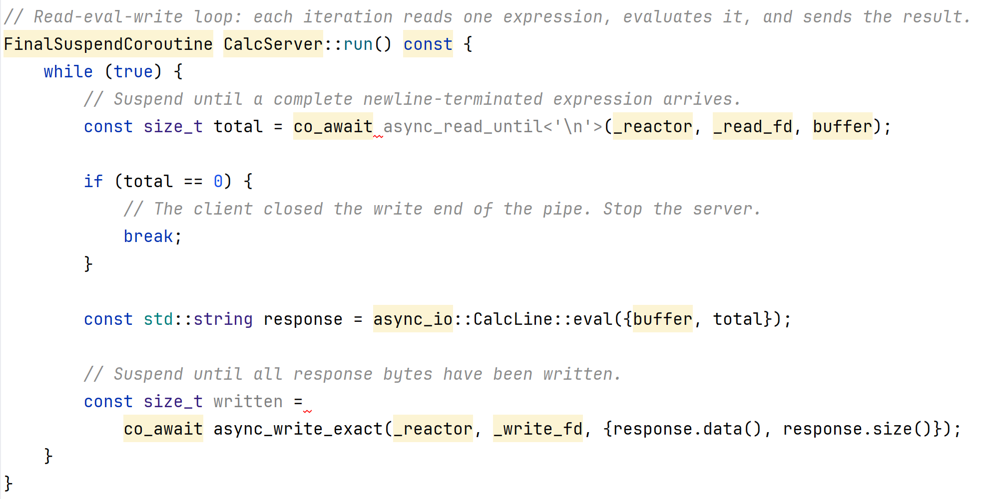 // Read-eval-write loop: each iteration reads one expression, evaluates it, and sends the result.
FinalSuspendCoroutine CalcServer::run() const {
    while (true) {
        // Suspend until a complete newline-terminated expression arrives.
        const size_t total = co_await async_read_until<'\n'>(_reactor, _read_fd, buffer);

        if (total == 0) {
            // The client closed the write end of the pipe. Stop the server.
            break;
        }

        const std::string response = async_io::CalcLine::eval({buffer, total});

        // Suspend until all response bytes have been written.
        const size_t written =
            co_await async_write_exact(_reactor, _write_fd, {response.data(), response.size()});
    }
}